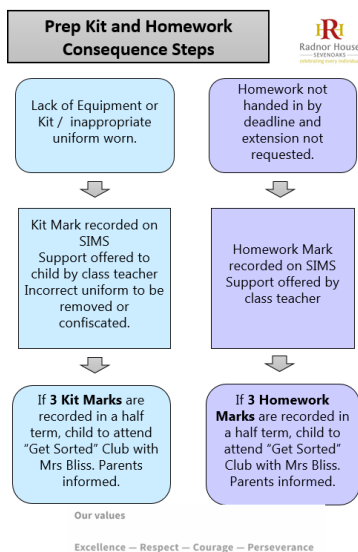 Prep Kit and Homework
Consequence Steps
RH
Radnor House
SEVENOAKS
celebrating every individual
Lack of Equipment or
Kit / inappropriate
uniform worn.
Kit Mark recorded on
SIMS
Support offered to
child by class teacher
Incorrect uniform to be
removed or
confiscated.
If 3 Kit Marks are
recorded in a half
term, child to attend
“Get Sorted” Club with
Mrs Bliss. Parents
informed.
Homework not
handed in by
deadline and
extension not
requested.
Homework Mark
recorded on SIMS
Support offered by
class teacher
If 3 Homework
Marks are recorded in
a half term, child to
attend “Get Sorted”
Club with Mrs Bliss.
Parents informed.
Our values
Excellence — Respect — Courage — Perseverance